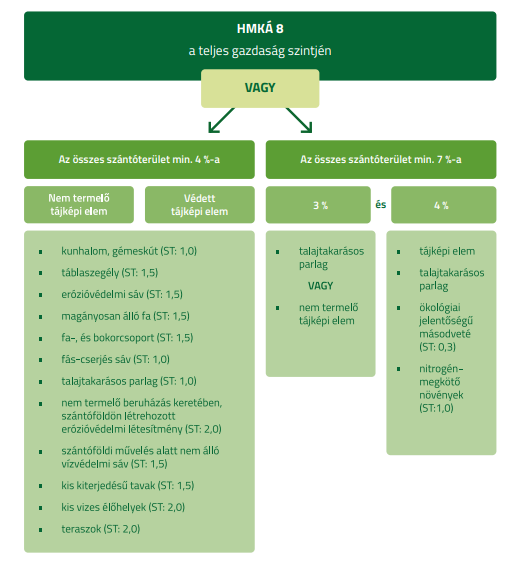 HMKÁ 8
a teljes gazdaság szintjén
VAGY
Az összes szántóterület min. 4 %-a
Nem termelő
tájképi elem
Védett
tájképi elem
kunhalom, gémeskút (ST: 1,0)
táblaszegély (ST: 1,5)
erózióvédelmi sáv (ST: 1,5)
magányosan álló fa (ST: 1,5)
fa-, és bokorcsoport (ST: 1,5)
fás-cserjés sáv (ST: 1,0)
talajtakarásos parlag (ST: 1,0)
nem termelő beruházás keretében,
szántóföldön létrehozott
erózióvédelmi létesítmény (ST: 2,0)
szántóföldi művelés alatt nem álló
vízvédelmi sáv (ST: 1,5)
kis kiterjedésű tavak (ST: 1,5)
kis vizes élőhelyek (ST: 2,0)
teraszok (ST: 2,0)
Az összes szántóterület min. 7 %-a
3 %
és
4 %
talajtakarásos
parlag
VAGY
nem termelő
tájképi elem
tájképi elem
talajtakarásos
parlag
ökológiai
jelentőségű
másodveté
(ST: 0,3)
nitrogén-
megkötő
növények
(ST:1,0)